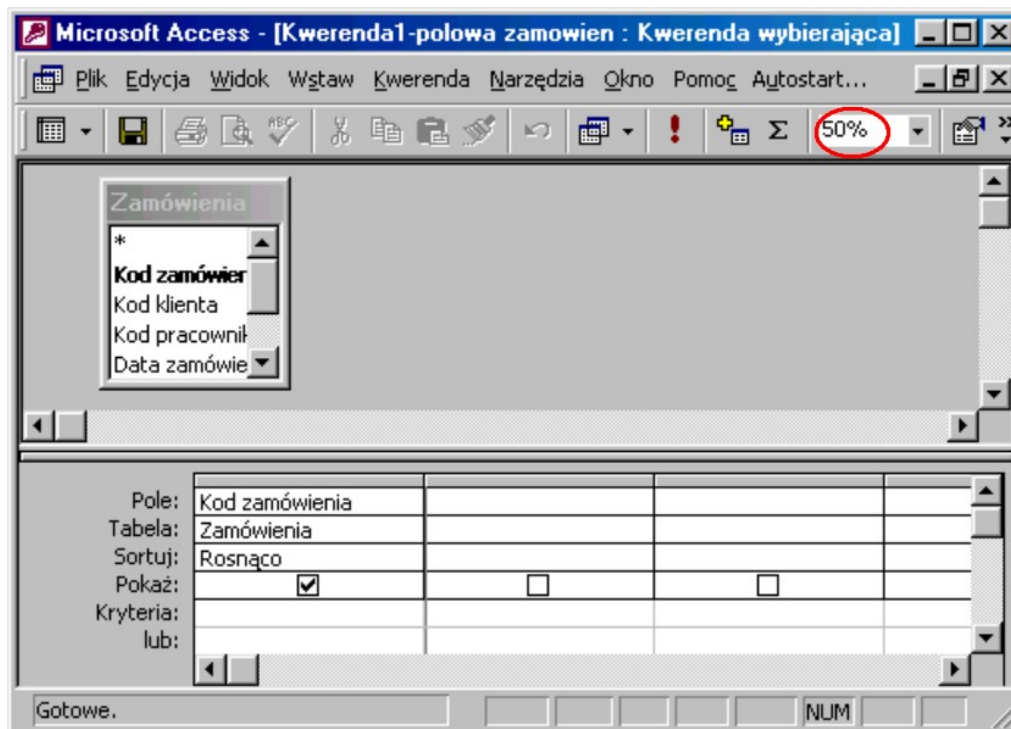 Microsoft Access - [Kwerenda1-polowa zamowien : Kwerenda wybierająca]
Plik Edycja Widok Wstaw Kwerenda Narzędzia Okno Pomoc Autostart...
ABC Σ 50%
Zamówienia
*
Kod zamówier
Kod klienta
Kod pracownik
Data zamówie
Pole: Kod zamówienia
Tabela: Zamówienia
Sortuj: Rosnąco
Pokaż:
Kryteria:
lub:
Gotowe. NUM